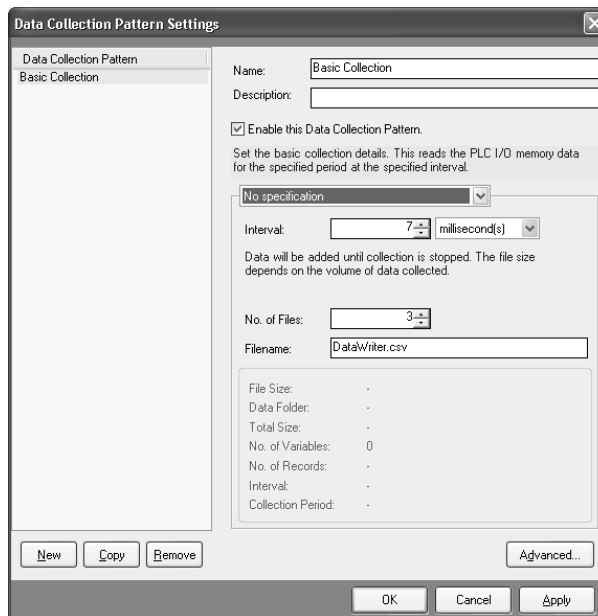 Data Collection Pattern Settings
Data Collection Pattern
Basic Collection
Name: Basic Collection
Description:
Enable this Data Collection Pattern.
Set the basic collection details. This reads the PLC I/O memory data
for the specified period at the specified interval.
No specification
Interval: 7 millisecond(s)
Data will be added until collection is stopped. The file size
depends on the volume of data collected.
No. of Files: 3
Filename: DataWriter.csv
File Size: -
Data Folder: -
Total Size: -
No. of Variables: 0
No. of Records: -
Interval: -
Collection Period: -
New Copy Remove Advanced...
OK Cancel Apply